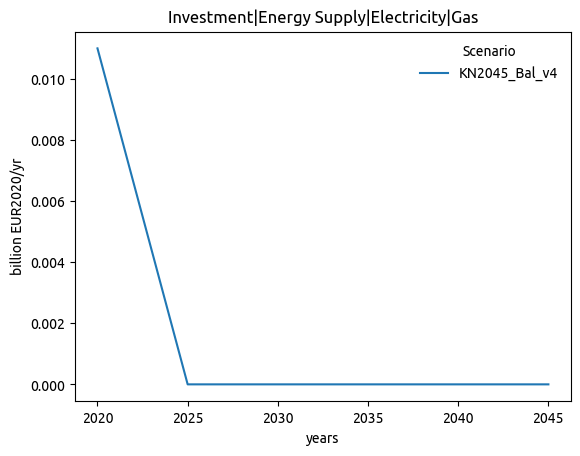 Investment|Energy Supply|Electricity|Gas
Scenario
KN2045_Bal_v4
billion EUR2020/yr
0.010
0.008
0.006
0.004
0.002
0.000
2020 2025 2030 2035 2040 2045
years